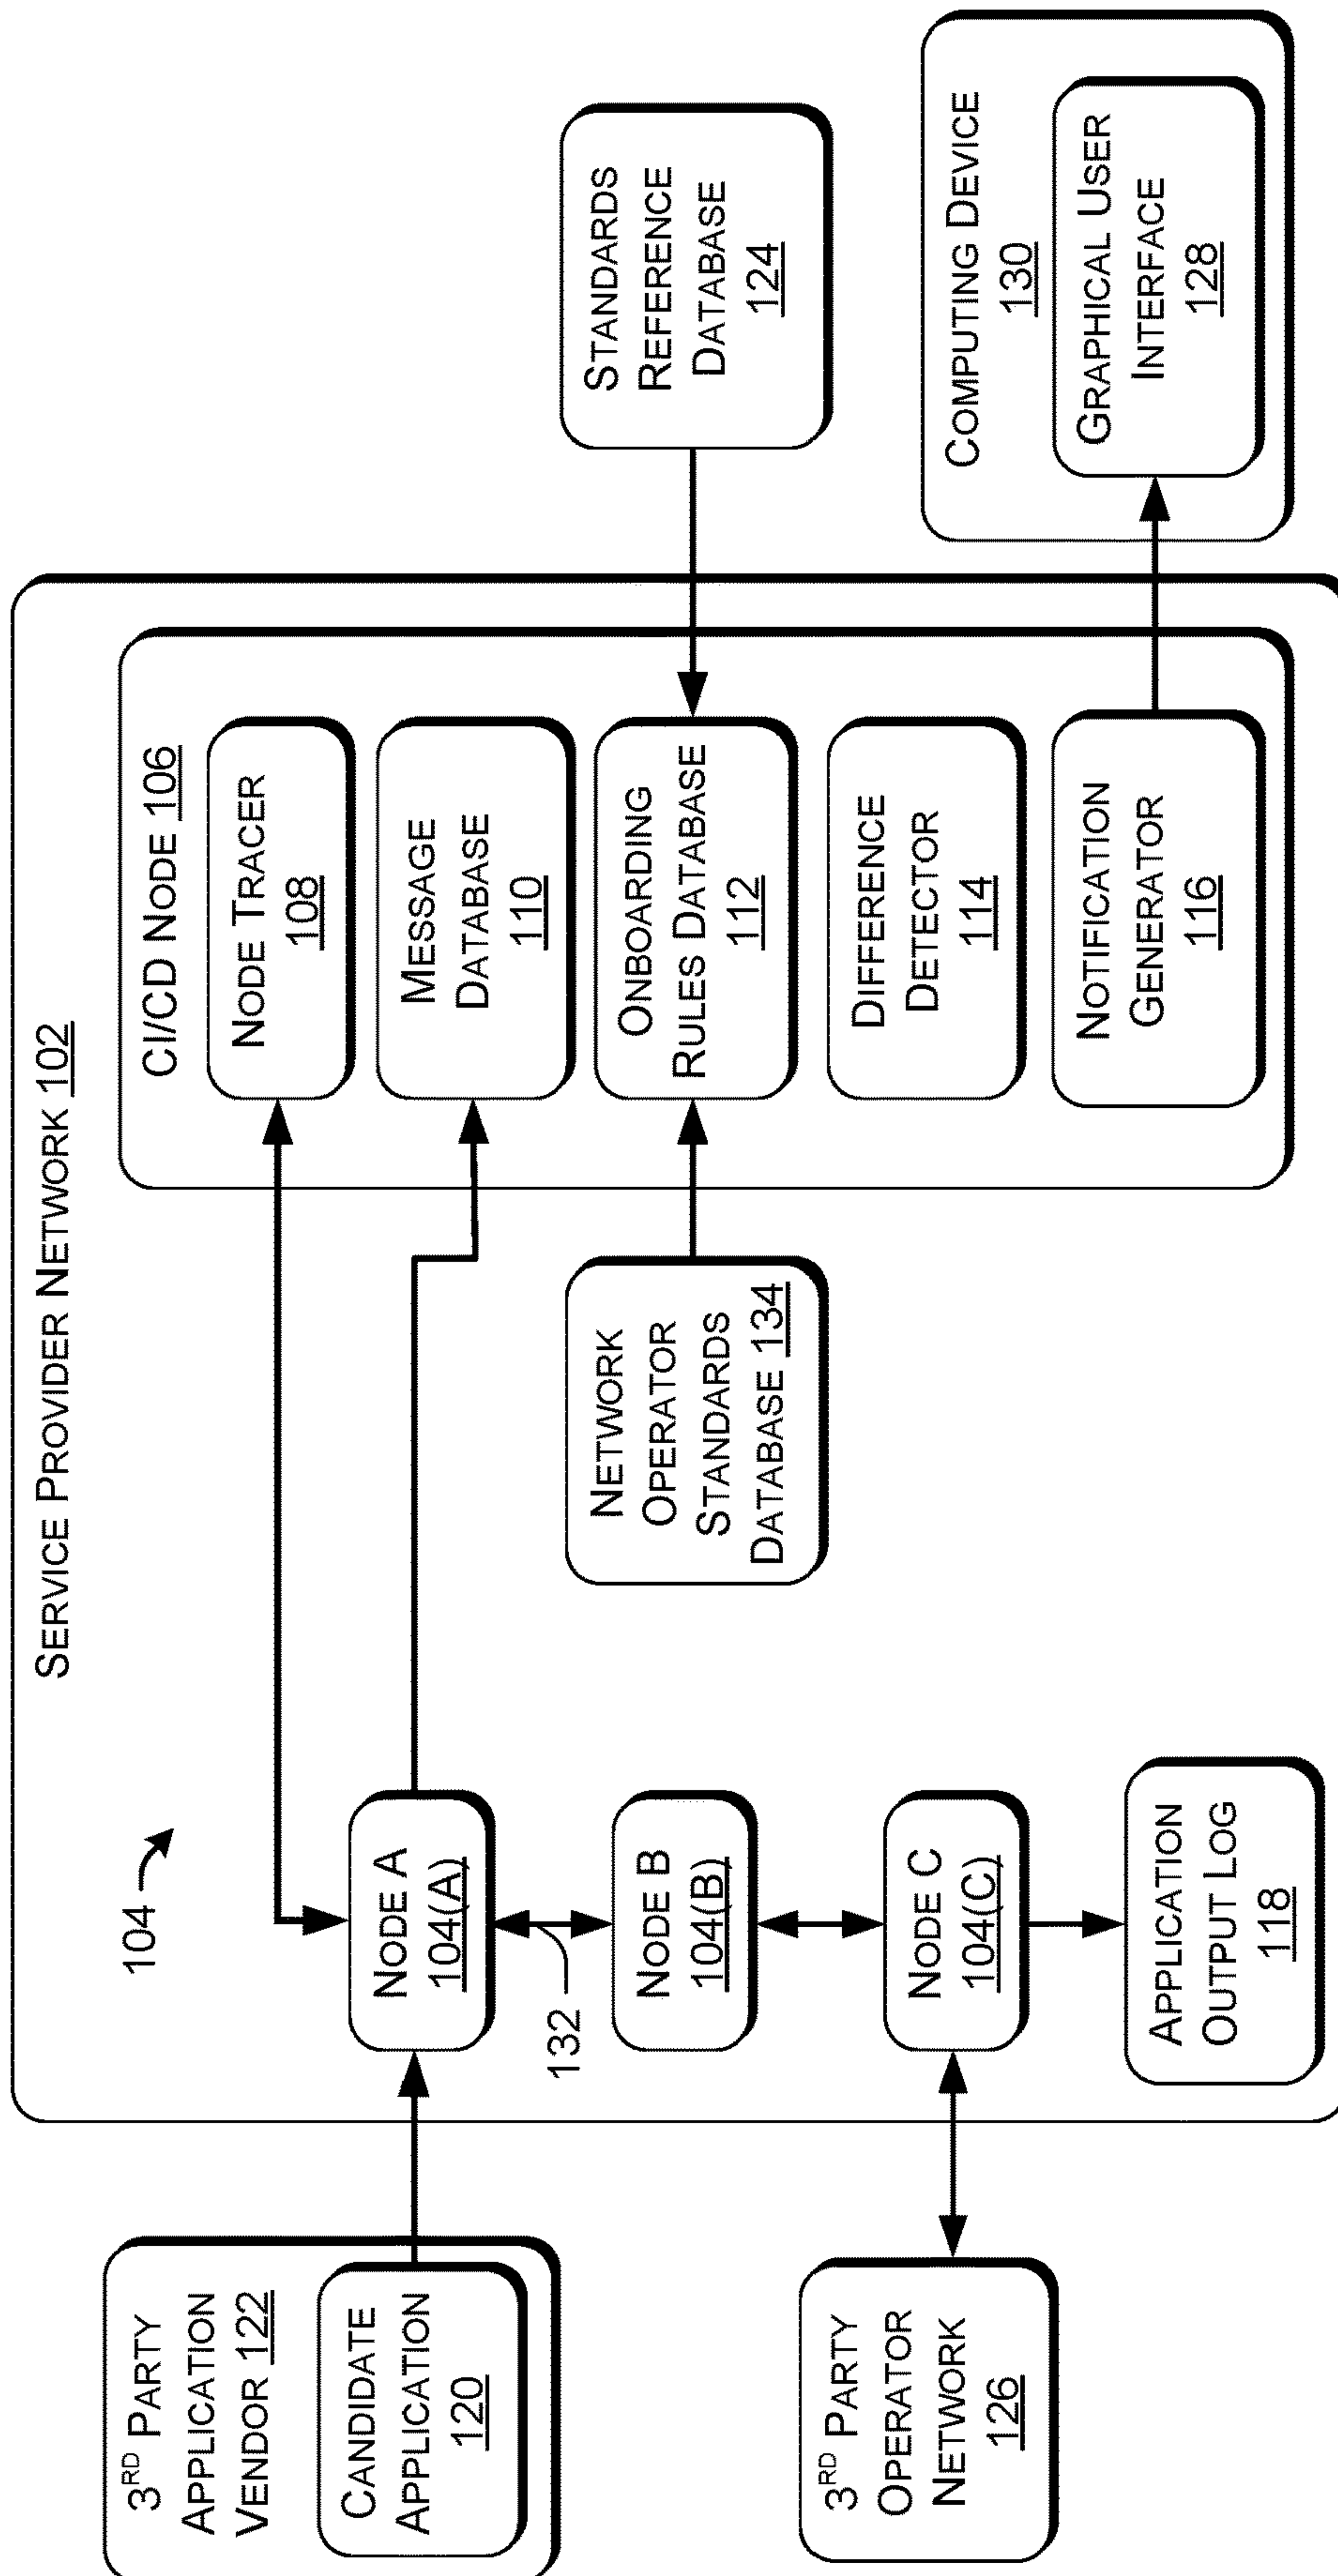 SERVICE PROVIDER NETWORK 102
3RD PARTY
APPLICATION
VENDOR 122
CANDIDATE
APPLICATION
120
104
NODE A
104(A)
132
NODE B
104(B)
NODE C
104(C)
APPLICATION
OUTPUT LOG
118
3RD PARTY
OPERATOR
NETWORK
126
NETWORK
OPERATOR
STANDARDS
DATABASE 134
CI/CD NODE 106
NODE TRACER
108
MESSAGE
DATABASE
110
ONBOARDING
RULES DATABASE
112
DIFFERENCE
DETECTOR
114
NOTIFICATION
GENERATOR
116
STANDARDS
REFERENCE
DATABASE
124
COMPUTING DEVICE
130
GRAPHICAL USER
INTERFACE
128